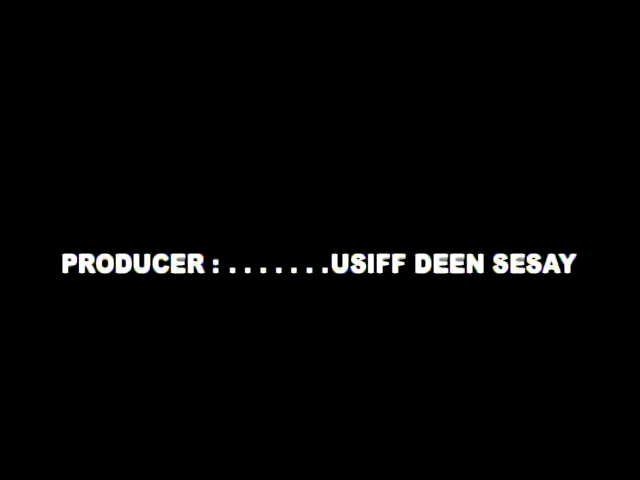 PRODUCER : . . . . . . .USIFF DEEN SESAY